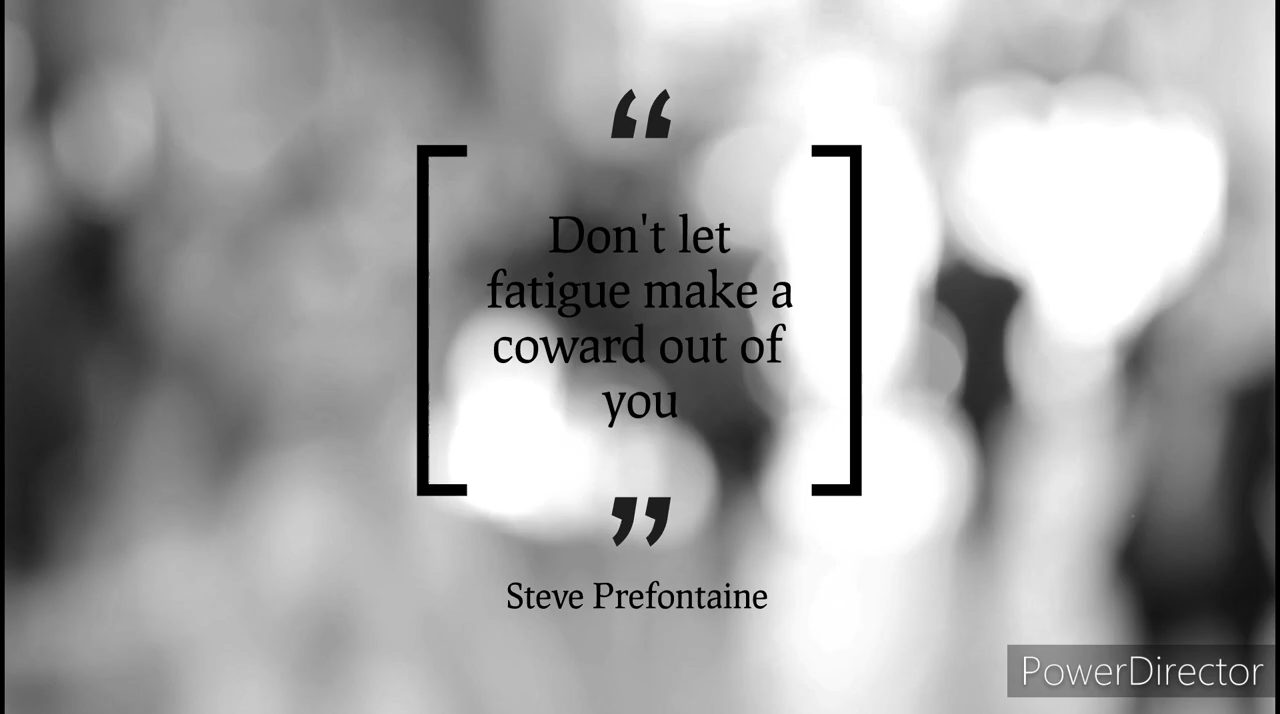 “
Don't let
fatigue make a
coward out of
you
”
Steve Prefontaine
PowerDirector